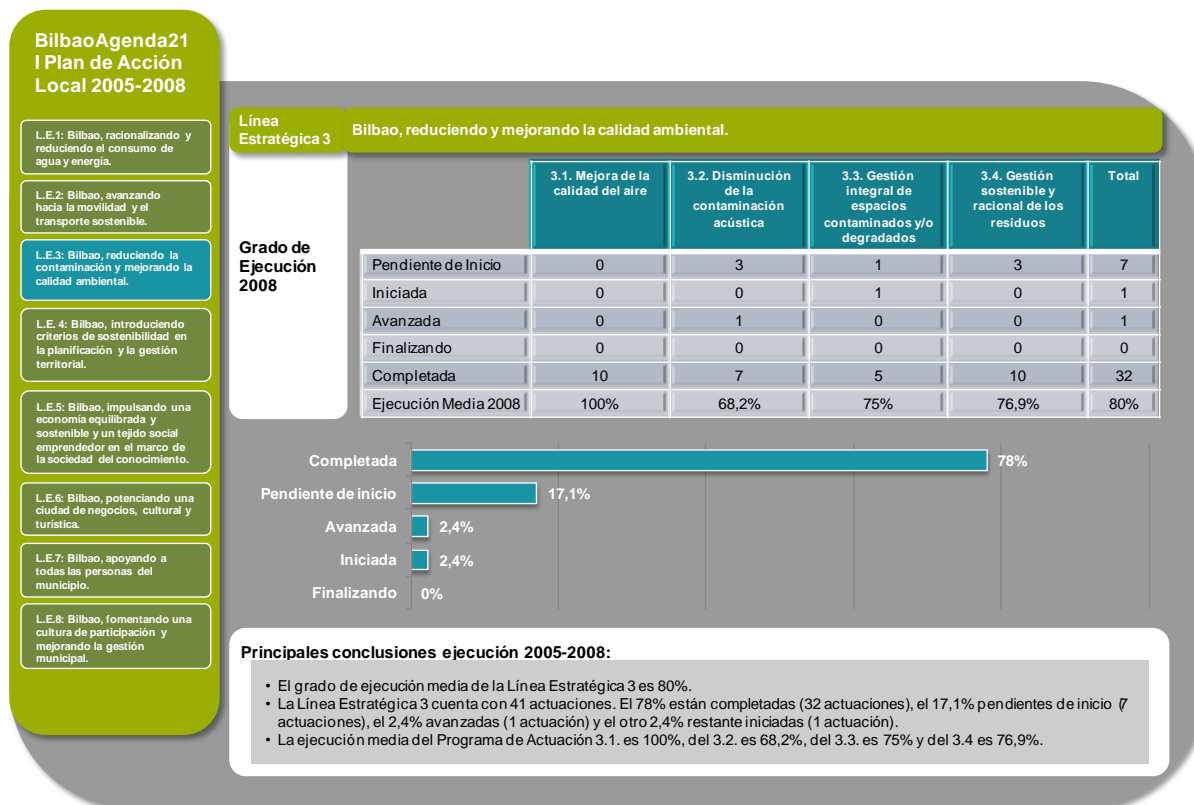 BilbaoAgenda21
I Plan de Acción
Local 2005-2008
L.E.1: Bilbao, racionalizando y
reduciendo el consumo de
agua y energía.
L.E.2: Bilbao, avanzando
hacia la movilidad y el
transporte sostenible.
L.E.3: Bilbao, reduciendo la
contaminación y mejorando la
calidad ambiental.
L.E. 4: Bilbao, introduciendo
criterios de sostenibilidad en
la planificación y la gestión
territorial.
L.E.5: Bilbao, impulsando una
economía equilibrada y
sostenible y un tejido social
emprendedor en el marco de
la sociedad del conocimiento.
L.E.6: Bilbao, potenciando una
ciudad de negocios, cultural y
turística.
L.E.7: Bilbao, apoyando a
todas las personas del
municipio.
L.E.8: Bilbao, fomentando una
cultura de participación y
mejorando la gestión
municipal.
Línea
Estratégica 3
Bilbao, reduciendo y mejorando la calidad ambiental.
Grado de
Ejecución
2008
3.1. Mejora de la
calidad del aire
3.2. Disminución
de la
contaminación
acústica
3.3. Gestión
integral de
espacios
contaminados y/o
degradados
3.4. Gestión
sostenible y
racional de los
residuos
Total
Pendiente de Inicio 0 3 1 3 7
Iniciada 0 0 1 0 1
Avanzada 0 1 0 0 1
Finalizando 0 0 0 0 0
Completada 10 7 5 10 32
Ejecución Media 2008 100% 68,2% 75% 76,9% 80%
Completada 78%
Pendiente de inicio 17,1%
Avanzada 2,4%
Iniciada 2,4%
Finalizando 0%
Principales conclusiones ejecución 2005-2008:
• El grado de ejecución media de la Línea Estratégica 3 es 80%.
• La Línea Estratégica 3 cuenta con 41 actuaciones. El 78% están completadas (32 actuaciones), el 17,1% pendientes de inicio (7
actuaciones), el 2,4% avanzadas (1 actuación) y el otro 2,4% restante iniciadas (1 actuación).
• La ejecución media del Programa de Actuación 3.1. es 100%, del 3.2. es 68,2%, del 3.3. es 75% y del 3.4 es 76,9%.